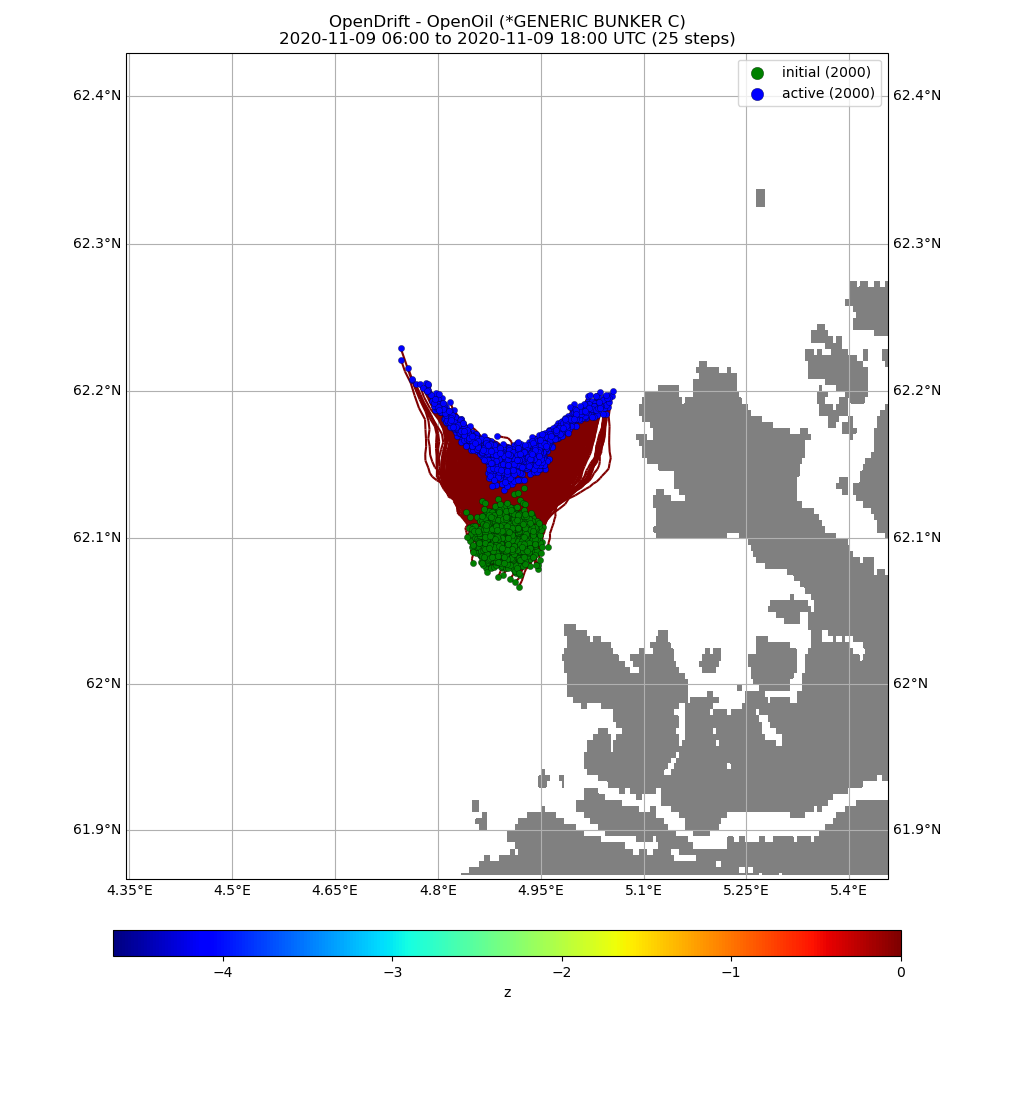 OpenDrift - OpenOil (*GENERIC BUNKER C)
2020-11-09 06:00 to 2020-11-09 18:00 UTC (25 steps)
initial (2000)
active (2000)
62.4°N 62.4°N
62.3°N 62.3°N
62.2°N 62.2°N
62.1°N 62.1°N
62°N 62°N
61.9°N 61.9°N
4.35°E 4.5°E 4.65°E 4.8°E 4.95°E 5.1°E 5.25°E 5.4°E
−4 −3 −2 −1 0
z